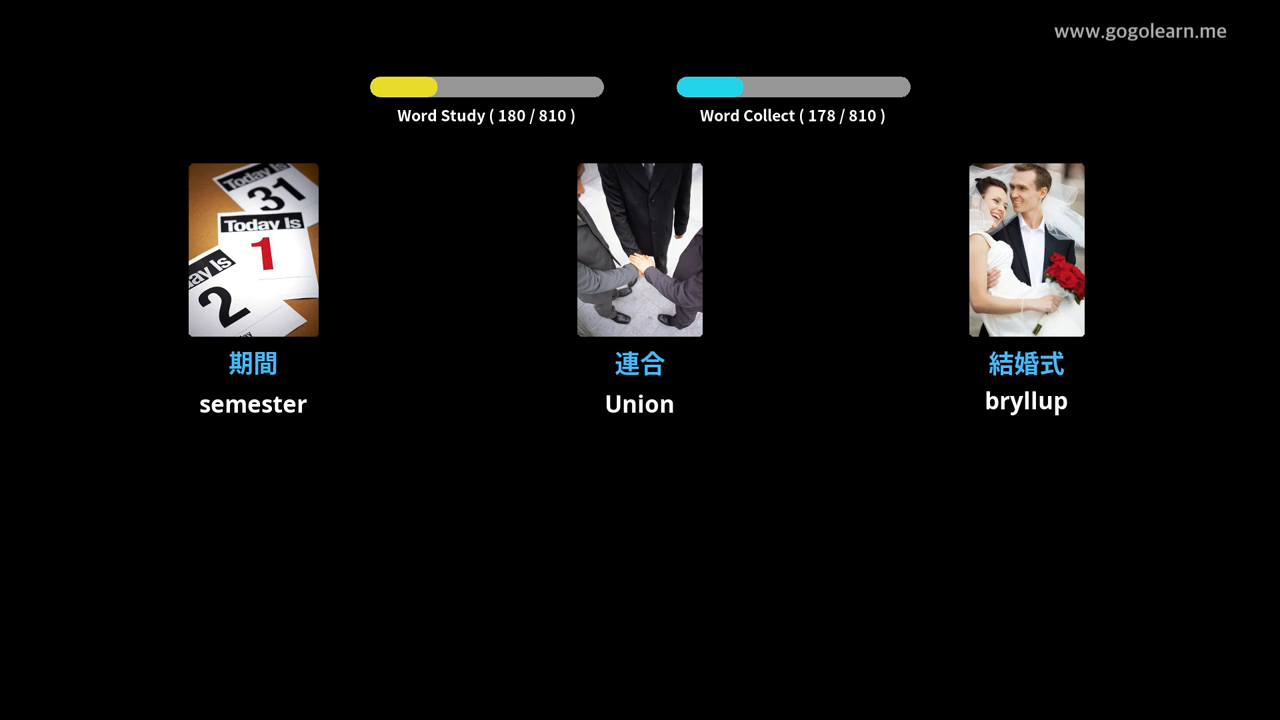 www.gogolearn.me
Word Study ( 180 / 810 )
Word Collect ( 178 / 810 )
Today Is
31
Today Is
1
ay Is
2
期間
連合
結婚式
semester
Union
bryllup